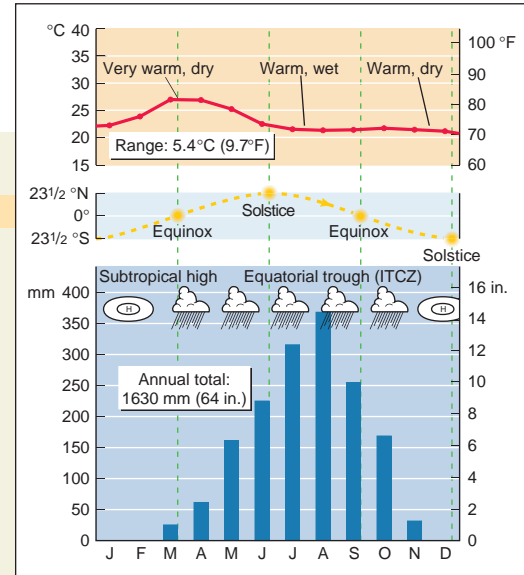 °C
40
35
30
25
20
15
°F
100
90
80
70
60
Very warm, dry
Warm, wet
Warm, dry
Range: 5.4°C (9.7°F)
231/2 °N
0°
231/2 °S
Equinox
Solstice
Equinox
Solstice
Subtropical high
Equatorial trough (ITCZ)
H
H
mm
400
350
300
250
200
150
100
50
0
16 in.
14
12
10
8
6
4
2
0
Annual total:
1630 mm (64 in.)
J F M A M J J A S O N D